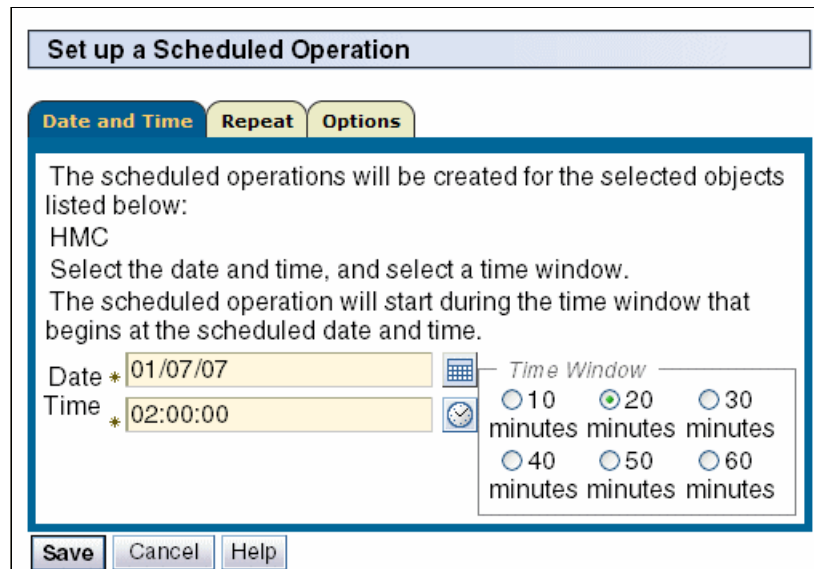 Set up a Scheduled Operation
Date and Time Repeat Options
The scheduled operations will be created for the selected objects
listed below:
HMC
Select the date and time, and select a time window.
The scheduled operation will start during the time window that
begins at the scheduled date and time.
Date * 01/07/07
Time * 02:00:00
Time Window
10 minutes 20 minutes 30 minutes
40 minutes 50 minutes 60 minutes
Save Cancel Help